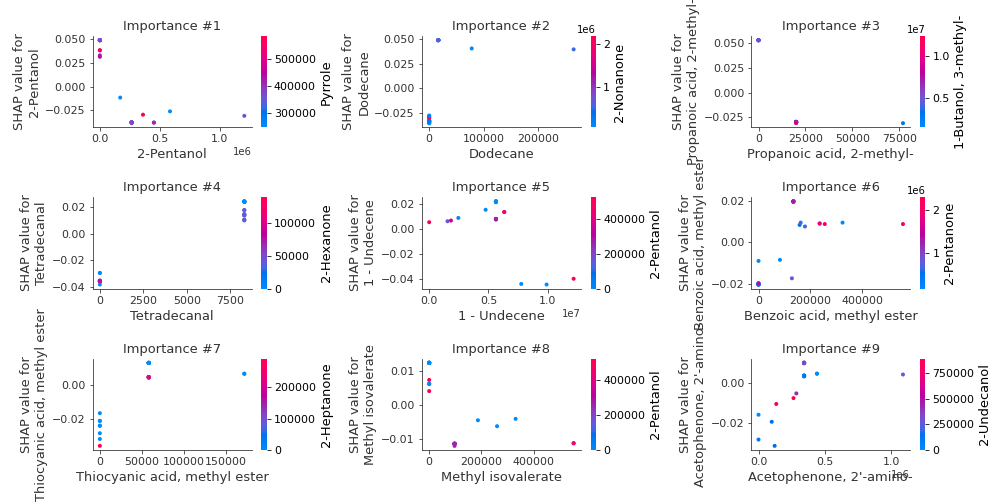 Importance #1
SHAP value for
2-Pentanol
0.050
0.025
0.000
−0.025
0
1
1e6
2-Pentanol
500000
400000
300000
Pyrrole
Importance #2
SHAP value for
Dodecane
0.050
0.025
0.000
−0.025
0
100000
200000
Dodecane
1e6
2
1
2-Nonanone
Importance #3
SHAP value for
Propanoic acid, 2-methyl-
0.050
0.025
0.000
−0.025
0
25000
50000
75000
Propanoic acid, 2-methyl-
1e7
1.0
0.5
1-Butanol, 3-methyl-
Importance #4
SHAP value for
Tetradecanal
0.02
0.00
−0.02
−0.04
0
2500
5000
7500
Tetradecanal
100000
50000
0
2-Hexanone
Importance #5
SHAP value for
1 - Undecene
0.02
0.00
−0.02
−0.04
0.0
0.5
1.0
1e7
1 - Undecene
400000
200000
0
2-Pentanol
Importance #6
SHAP value for
Benzoic acid, methyl ester
0.02
0.00
−0.02
0
200000
400000
Benzoic acid, methyl ester
1e6
2
1
2-Pentanone
Importance #7
SHAP value for
Thiocyanic acid, methyl ester
0.00
−0.02
0
50000
100000
150000
Thiocyanic acid, methyl ester
200000
100000
0
2-Heptanone
Importance #8
SHAP value for
Methyl isovalerate
0.01
0.00
−0.01
0
200000
400000
Methyl isovalerate
400000
200000
0
2-Pentanol
Importance #9
SHAP value for
Acetophenone, 2'-amino-
0.00
−0.02
0.0
0.5
1.0
1e6
Acetophenone, 2'-amino-
750000
500000
250000
0
2-Undecanol